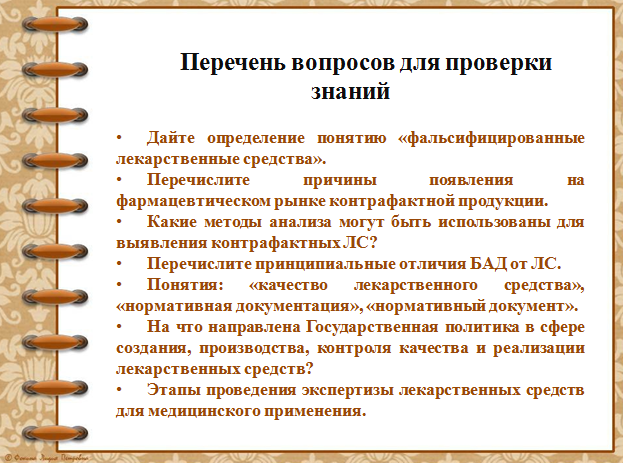 Перечень вопросов для проверки
знаний
• Дайте определение понятию «фальсифицированные
лекарственные средства».
• Перечислите причины появления на
фармацевтическом рынке контрафактной продукции.
• Какие методы анализа могут быть использованы для
выявления контрафактных ЛС?
• Перечислите принципиальные отличия БАД от ЛС.
• Понятия: «качество лекарственного средства»,
«нормативная документация», «нормативный документ».
• На что направлена Государственная политика в сфере
создания, производства, контроля качества и реализации
лекарственных средств?
• Этапы проведения экспертизы лекарственных средств
для медицинского применения.
© Фокина Лидия Петровна